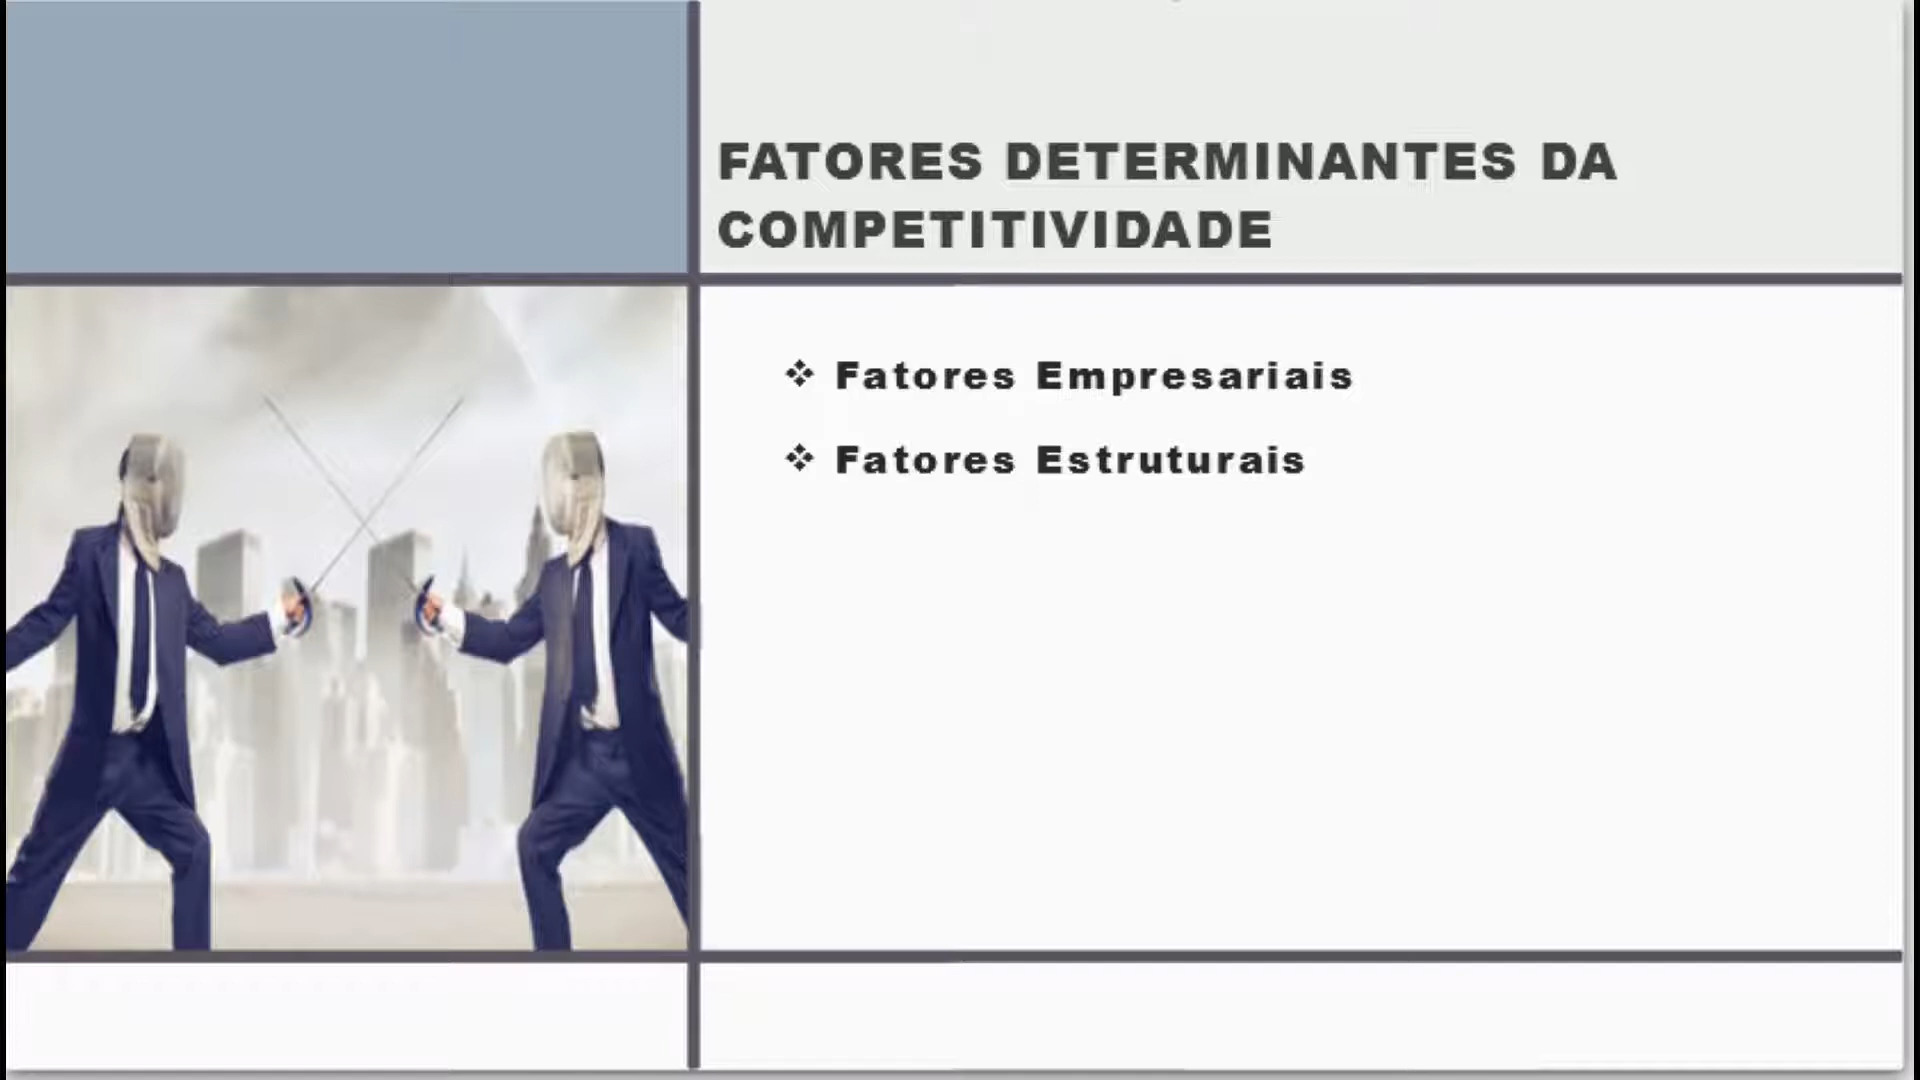 FATORES DETERMINANTES DA
COMPETITIVIDADE
❖ Fatores Empresariais
❖ Fatores Estruturais